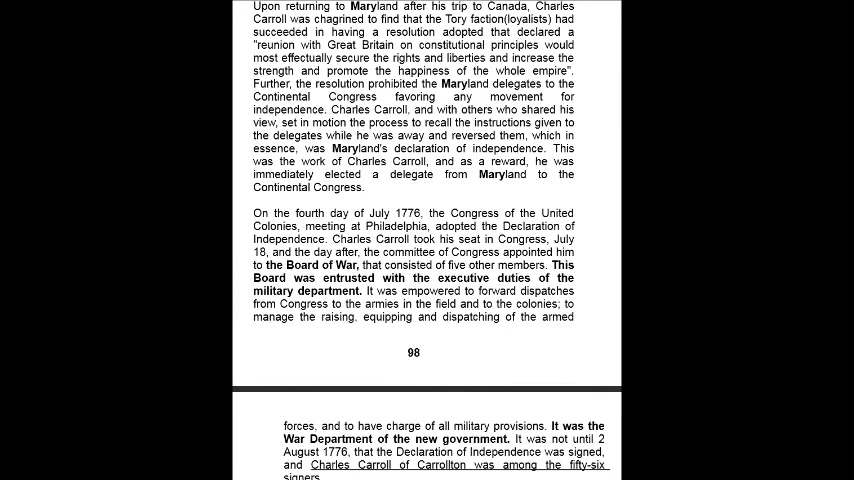 Upon returning to Maryland after his trip to Canada, Charles
Carroll was chagrined to find that the Tory faction(loyalists) had
succeeded in having a resolution adopted that declared a
"reunion with Great Britain on constitutional principles would
most effectually secure the rights and liberties and increase the
strength and promote the happiness of the whole empire".
Further, the resolution prohibited the Maryland delegates to the
Continental Congress favoring any movement for
independence. Charles Carroll, and with others who shared his
view, set in motion the process to recall the instructions given to
the delegates while he was away and reversed them, which in
essence, was Maryland's declaration of independence. This
was the work of Charles Carroll, and as a reward, he was
immediately elected a delegate from Maryland to the
Continental Congress.
On the fourth day of July 1776, the Congress of the United
Colonies, meeting at Philadelphia, adopted the Declaration of
Independence. Charles Carroll took his seat in Congress, July
18, and the day after, the committee of Congress appointed him
to the Board of War, that consisted of five other members. This
Board was entrusted with the executive duties of the
military department. It was empowered to forward dispatches
from Congress to the armies in the field and to the colonies; to
manage the raising, equipping and dispatching of the armed
98
forces, and to have charge of all military provisions. It was the
War Department of the new government. It was not until 2
August 1776, that the Declaration of Independence was signed,
and Charles Carroll of Carrollton was among the fifty-six
signers